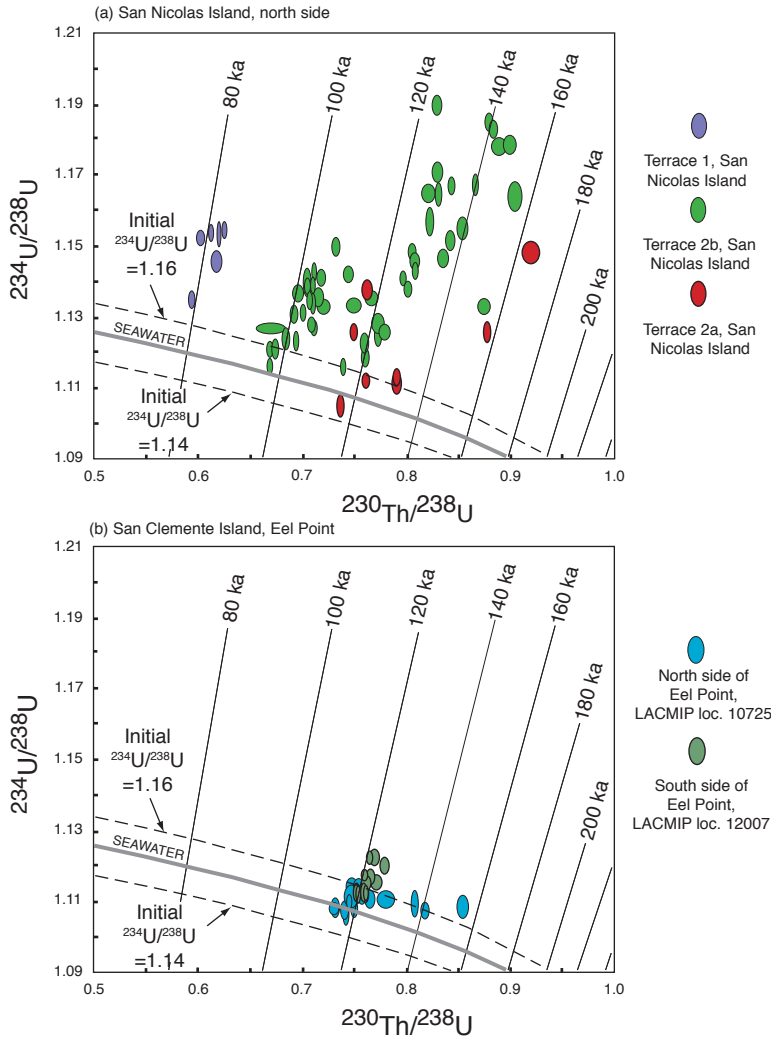 (a) San Nicolas Island, north side
1.21
1.19
1.17
1.15
1.13
1.11
1.09
234U/238U
80 ka
100 ka
120 ka
140 ka
160 ka
180 ka
200 ka
Initial
234U/238U
=1.16
SEAWATER
Initial
234U/238U
=1.14
0.5
0.6
0.7
0.8
0.9
1.0
230Th/238U
Terrace 1, San
Nicolas Island
Terrace 2b, San
Nicolas Island
Terrace 2a, San
Nicolas Island
(b) San Clemente Island, Eel Point
1.21
1.19
1.17
1.15
1.13
1.11
1.09
234U/238U
80 ka
100 ka
120 ka
140 ka
160 ka
180 ka
200 ka
Initial
234U/238U
=1.16
SEAWATER
Initial
234U/238U
=1.14
0.5
0.6
0.7
0.8
0.9
1.0
230Th/238U
North side of
Eel Point,
LACMIP loc. 10725
South side of
Eel Point,
LACMIP loc. 12007